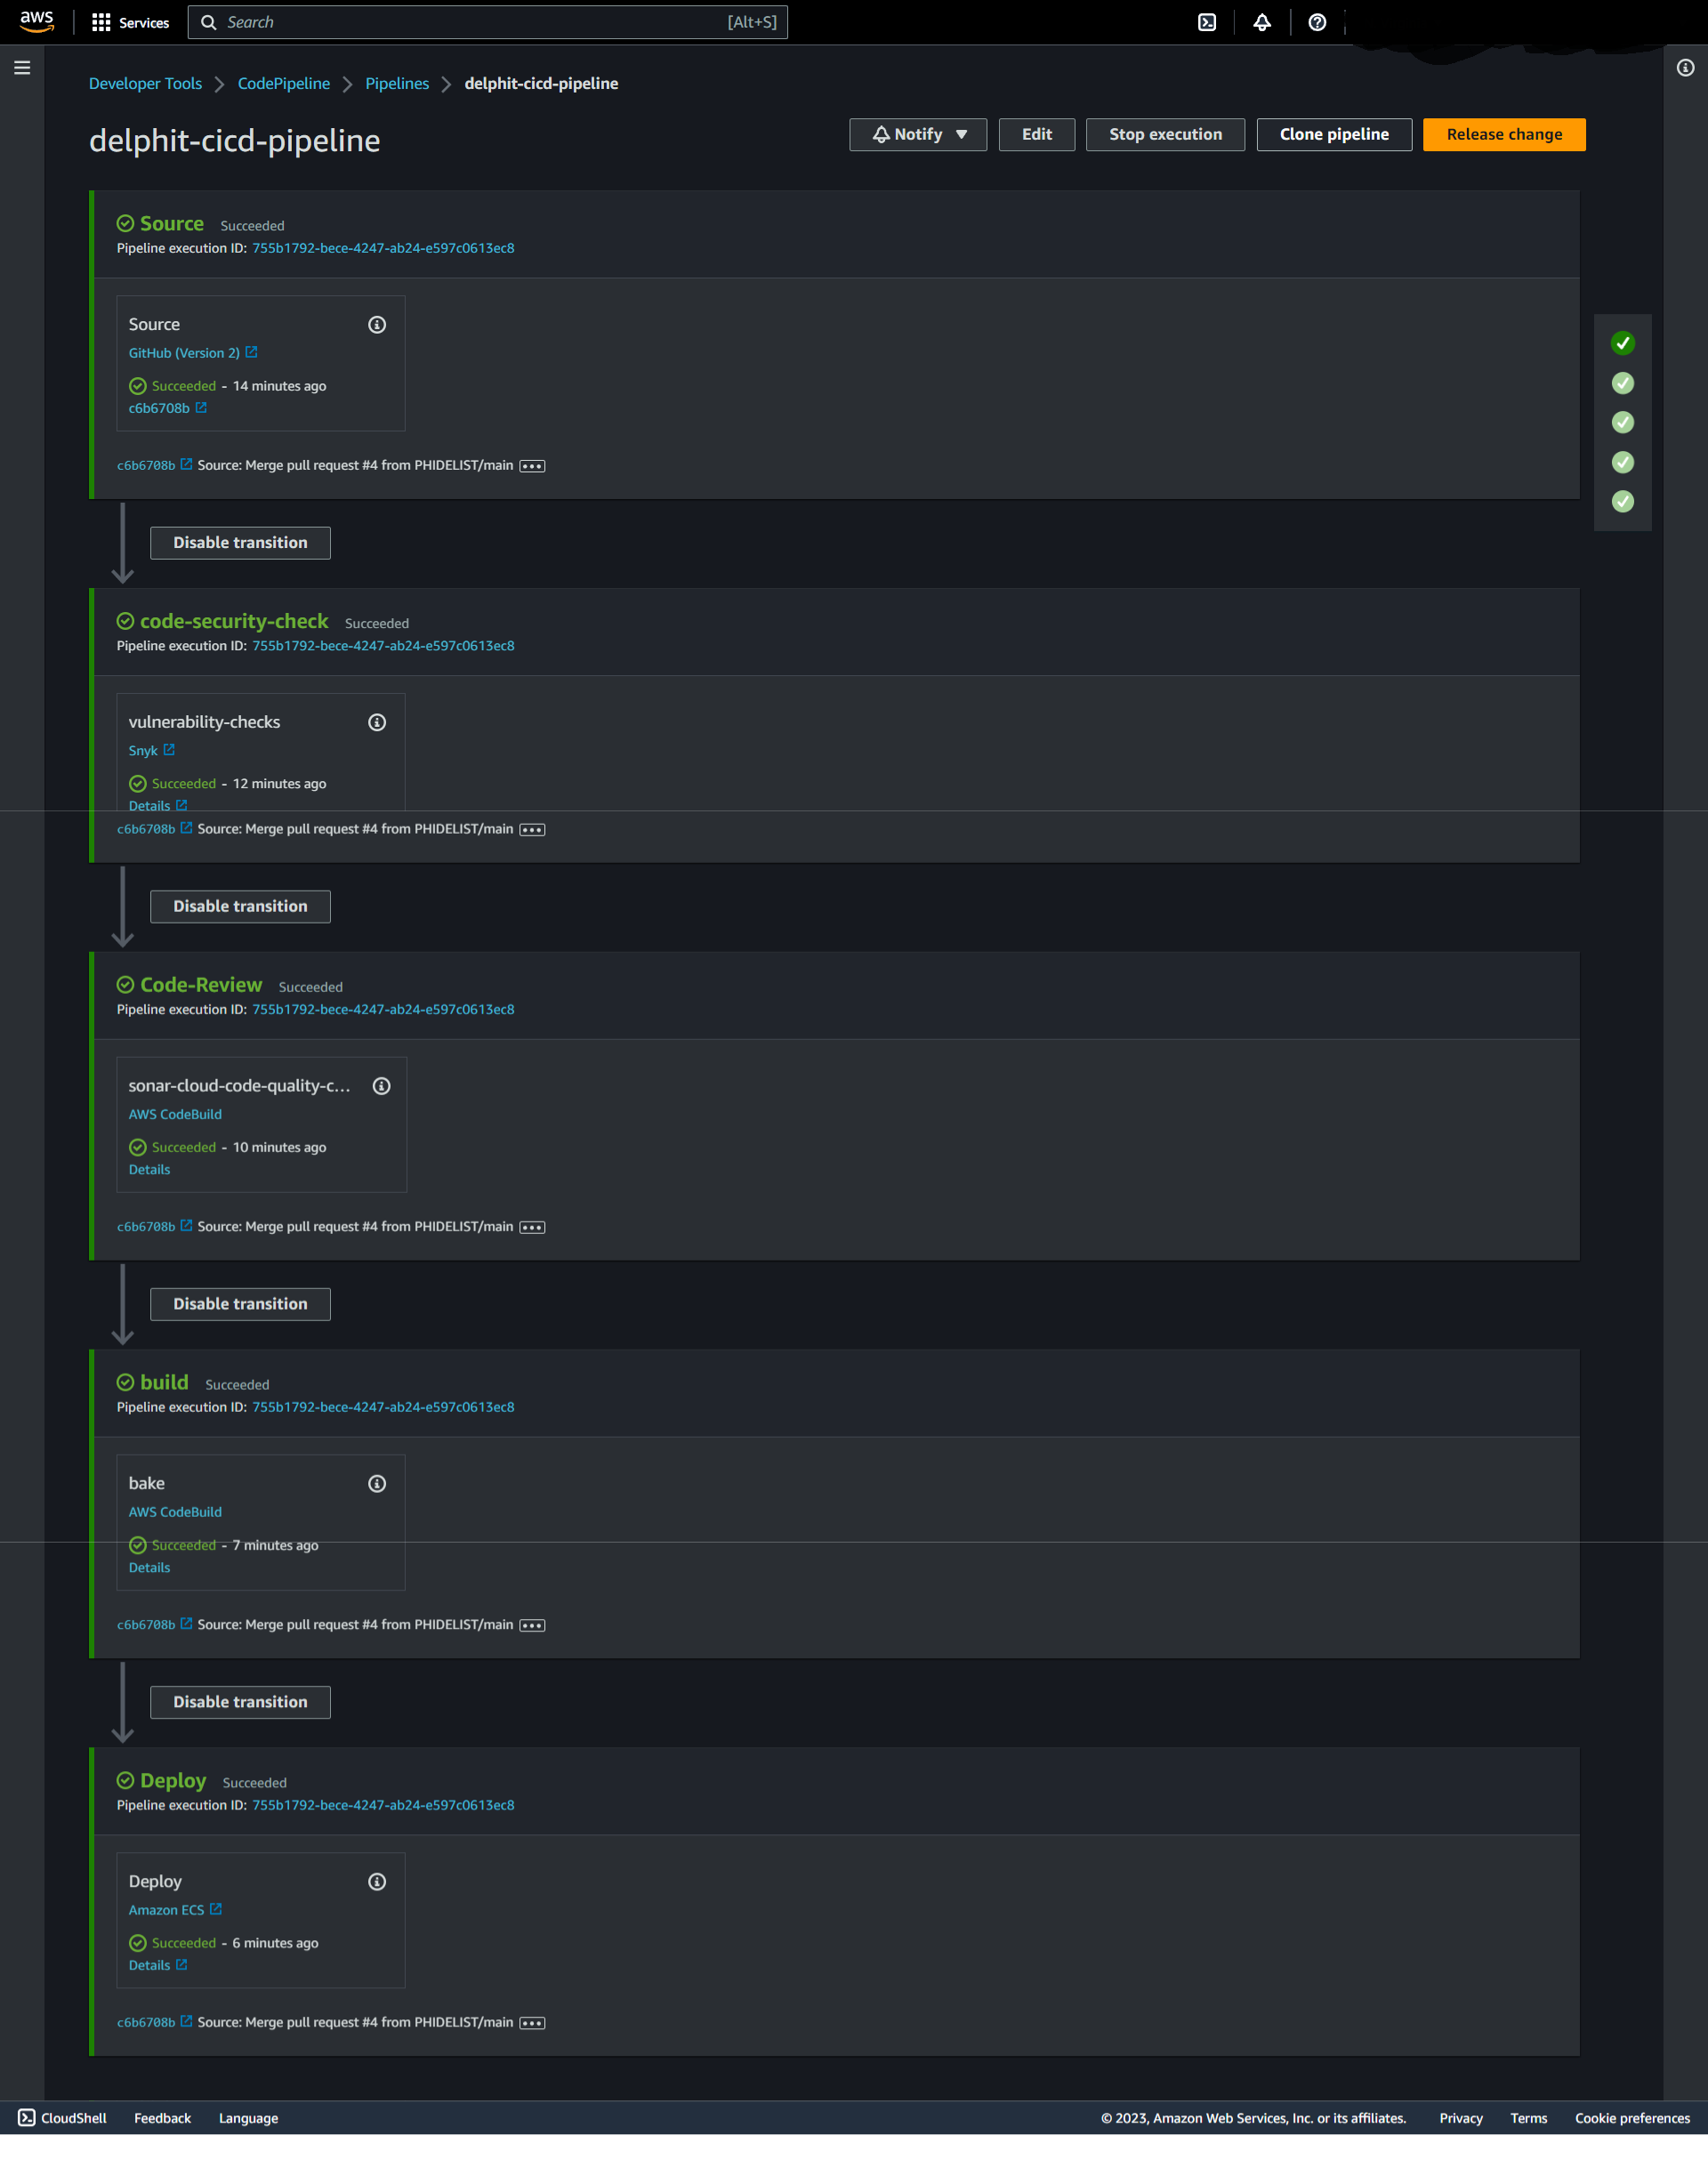 aws
Services
Search
[Alt+S]
Developer Tools
CodePipeline
Pipelines
delphit-cicd-pipeline
delphit-cicd-pipeline
Notify
Edit
Stop execution
Clone pipeline
Release change
Source Succeeded
Pipeline execution ID: 755b1792-bece-4247-ab24-e597c0613ec8
Source
GitHub (Version 2)
Succeeded - 14 minutes ago
c6b6708b
c6b6708b Source: Merge pull request #4 from PHIDELIST/main
Disable transition
code-security-check Succeeded
Pipeline execution ID: 755b1792-bece-4247-ab24-e597c0613ec8
vulnerability-checks
Snyk
Succeeded - 12 minutes ago
Details
c6b6708b Source: Merge pull request #4 from PHIDELIST/main
Disable transition
Code-Review Succeeded
Pipeline execution ID: 755b1792-bece-4247-ab24-e597c0613ec8
sonar-cloud-code-quality-c...
AWS CodeBuild
Succeeded - 10 minutes ago
Details
c6b6708b Source: Merge pull request #4 from PHIDELIST/main
Disable transition
build Succeeded
Pipeline execution ID: 755b1792-bece-4247-ab24-e597c0613ec8
bake
AWS CodeBuild
Succeeded - 7 minutes ago
Details
c6b6708b Source: Merge pull request #4 from PHIDELIST/main
Disable transition
Deploy Succeeded
Pipeline execution ID: 755b1792-bece-4247-ab24-e597c0613ec8
Deploy
Amazon ECS
Succeeded - 6 minutes ago
Details
c6b6708b Source: Merge pull request #4 from PHIDELIST/main
CloudShell
Feedback
Language
© 2023, Amazon Web Services, Inc. or its affiliates.
Privacy
Terms
Cookie preferences